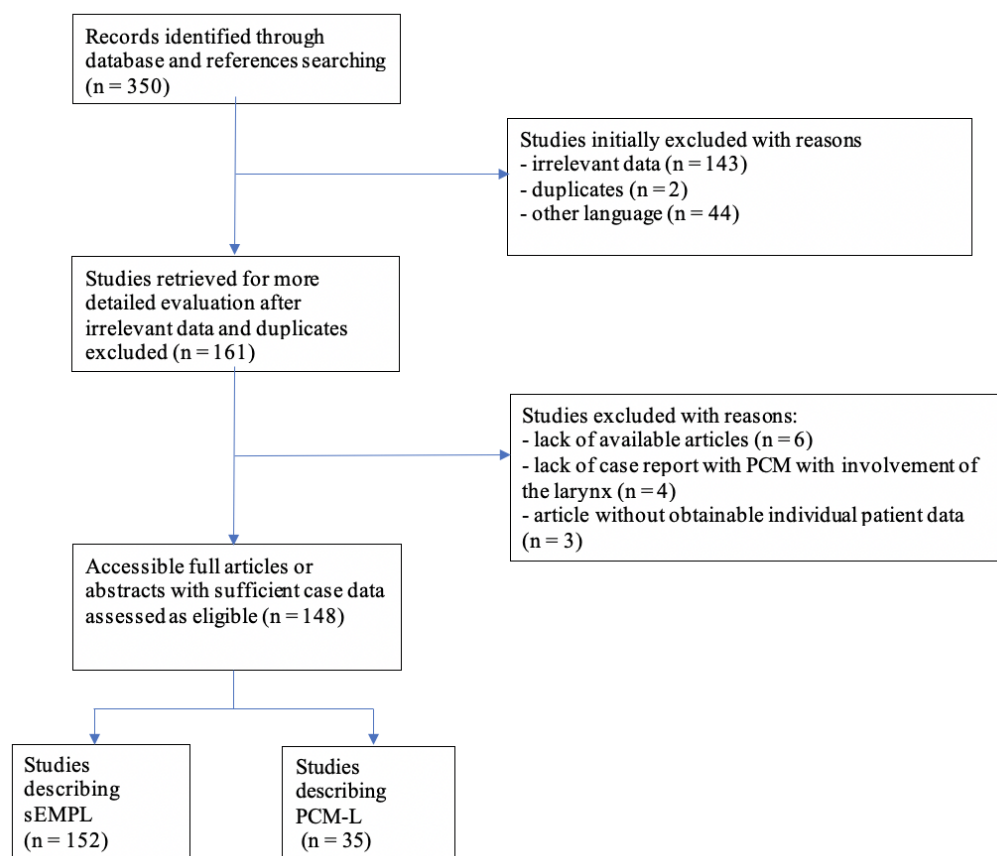 Records identified through
database and references searching
(n = 350)
Studies initially excluded with reasons
- irrelevant data (n = 143)
- duplicates (n = 2)
- other language (n = 44)
Studies retrieved for more
detailed evaluation after
irrelevant data and duplicates
excluded (n = 161)
Studies excluded with reasons:
- lack of available articles (n = 6)
- lack of case report with PCM with involvement of
the larynx (n = 4)
- article without obtainable individual patient data
(n = 3)
Accessible full articles or
abstracts with sufficient case data
assessed as eligible (n = 148)
Studies
describing
sEMPL
(n = 152)
Studies
describing
PCM-L
(n = 35)